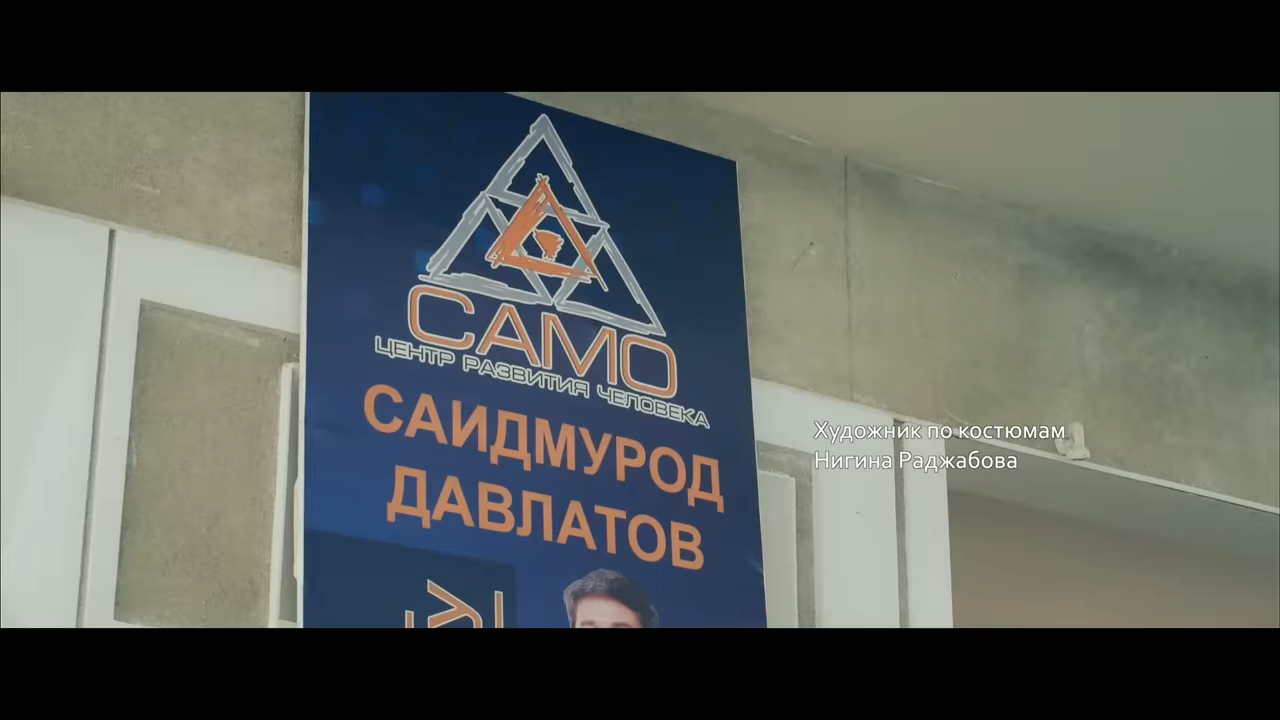 САМО
ЦЕНТР РАЗВИТИЯ ЧЕЛОВЕКА
САИДМУРОД
ДАВЛАТОВ
Художник по костюмам
Нигина Раджабова